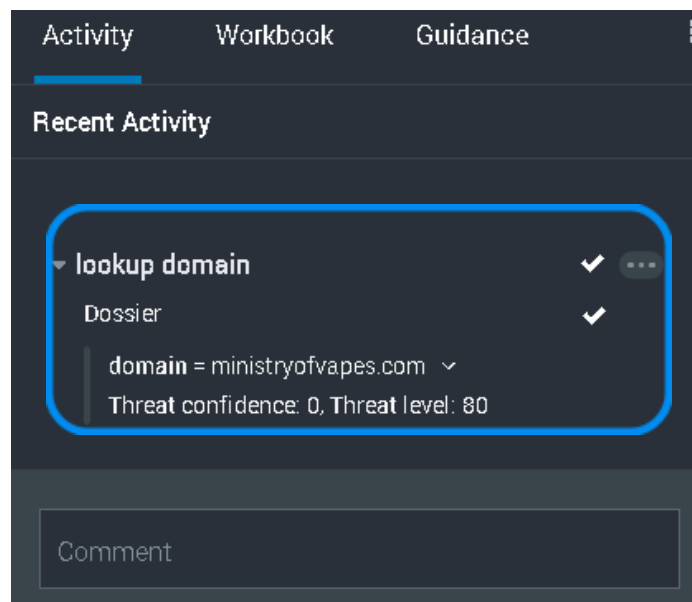 Activity Workbook Guidance
Recent Activity
lookup domain
Dossier
domain = ministryofvapes.com
Threat confidence: 0, Threat level: 80
Comment